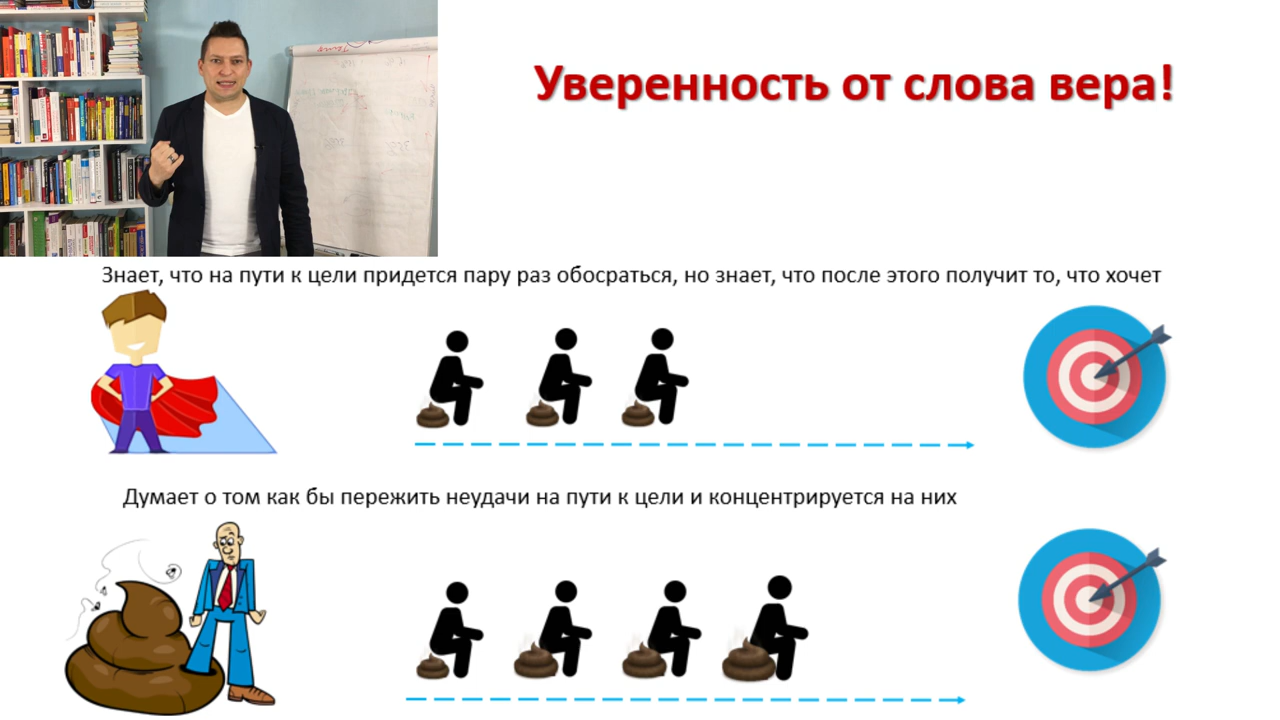 Уверенность от слова вера!
Знает, что на пути к цели придется пару раз обосраться, но знает, что после этого получит то, что хочет
Думает о том как бы пережить неудачи на пути к цели и концентрируется на них